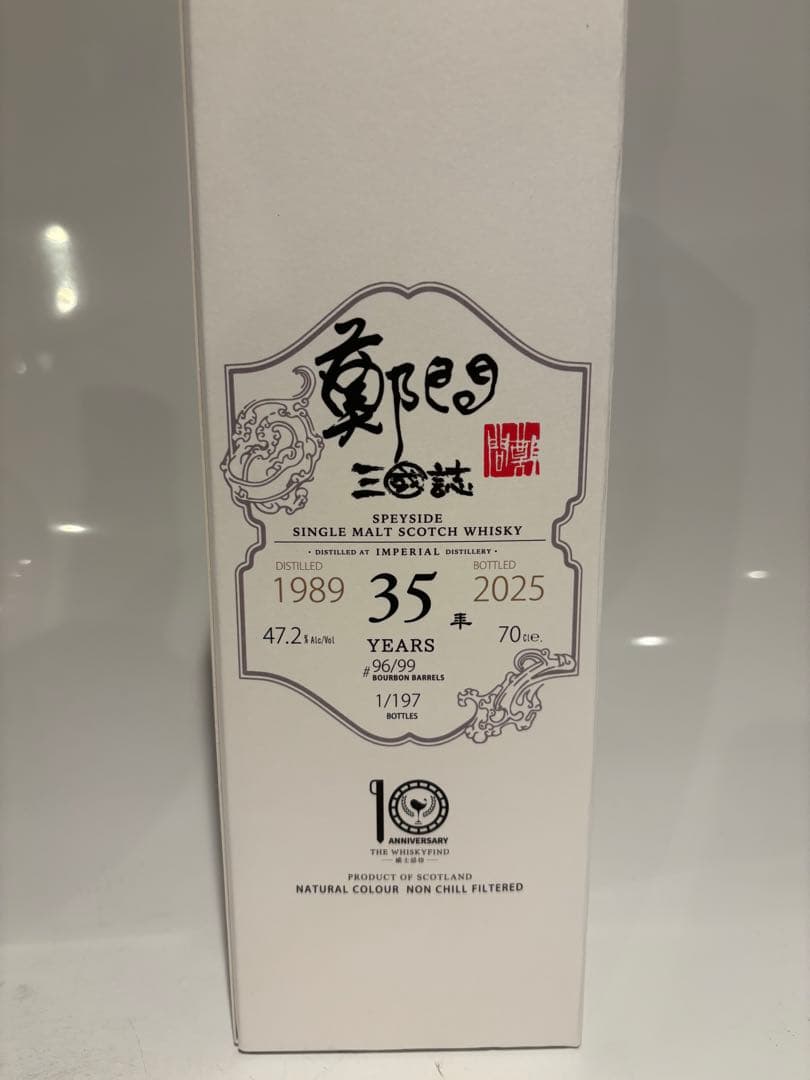 鄭問
鄭問
三國誌
SPEYSIDE
SINGLE MALT SCOTCH WHISKY
· DISTILLED AT IMPERIAL DISTILLERY ·
DISTILLED
1989
35 年
YEARS
BOTTLED
2025
47.2% Alc/Vol
70cl e.
#96/99
BOURBON BARRELS
1/197
BOTTLES
10
ANNIVERSARY
THE WHISKYFIND
PRODUCT OF SCOTLAND
NATURAL COLOUR NON CHILL FILTERED